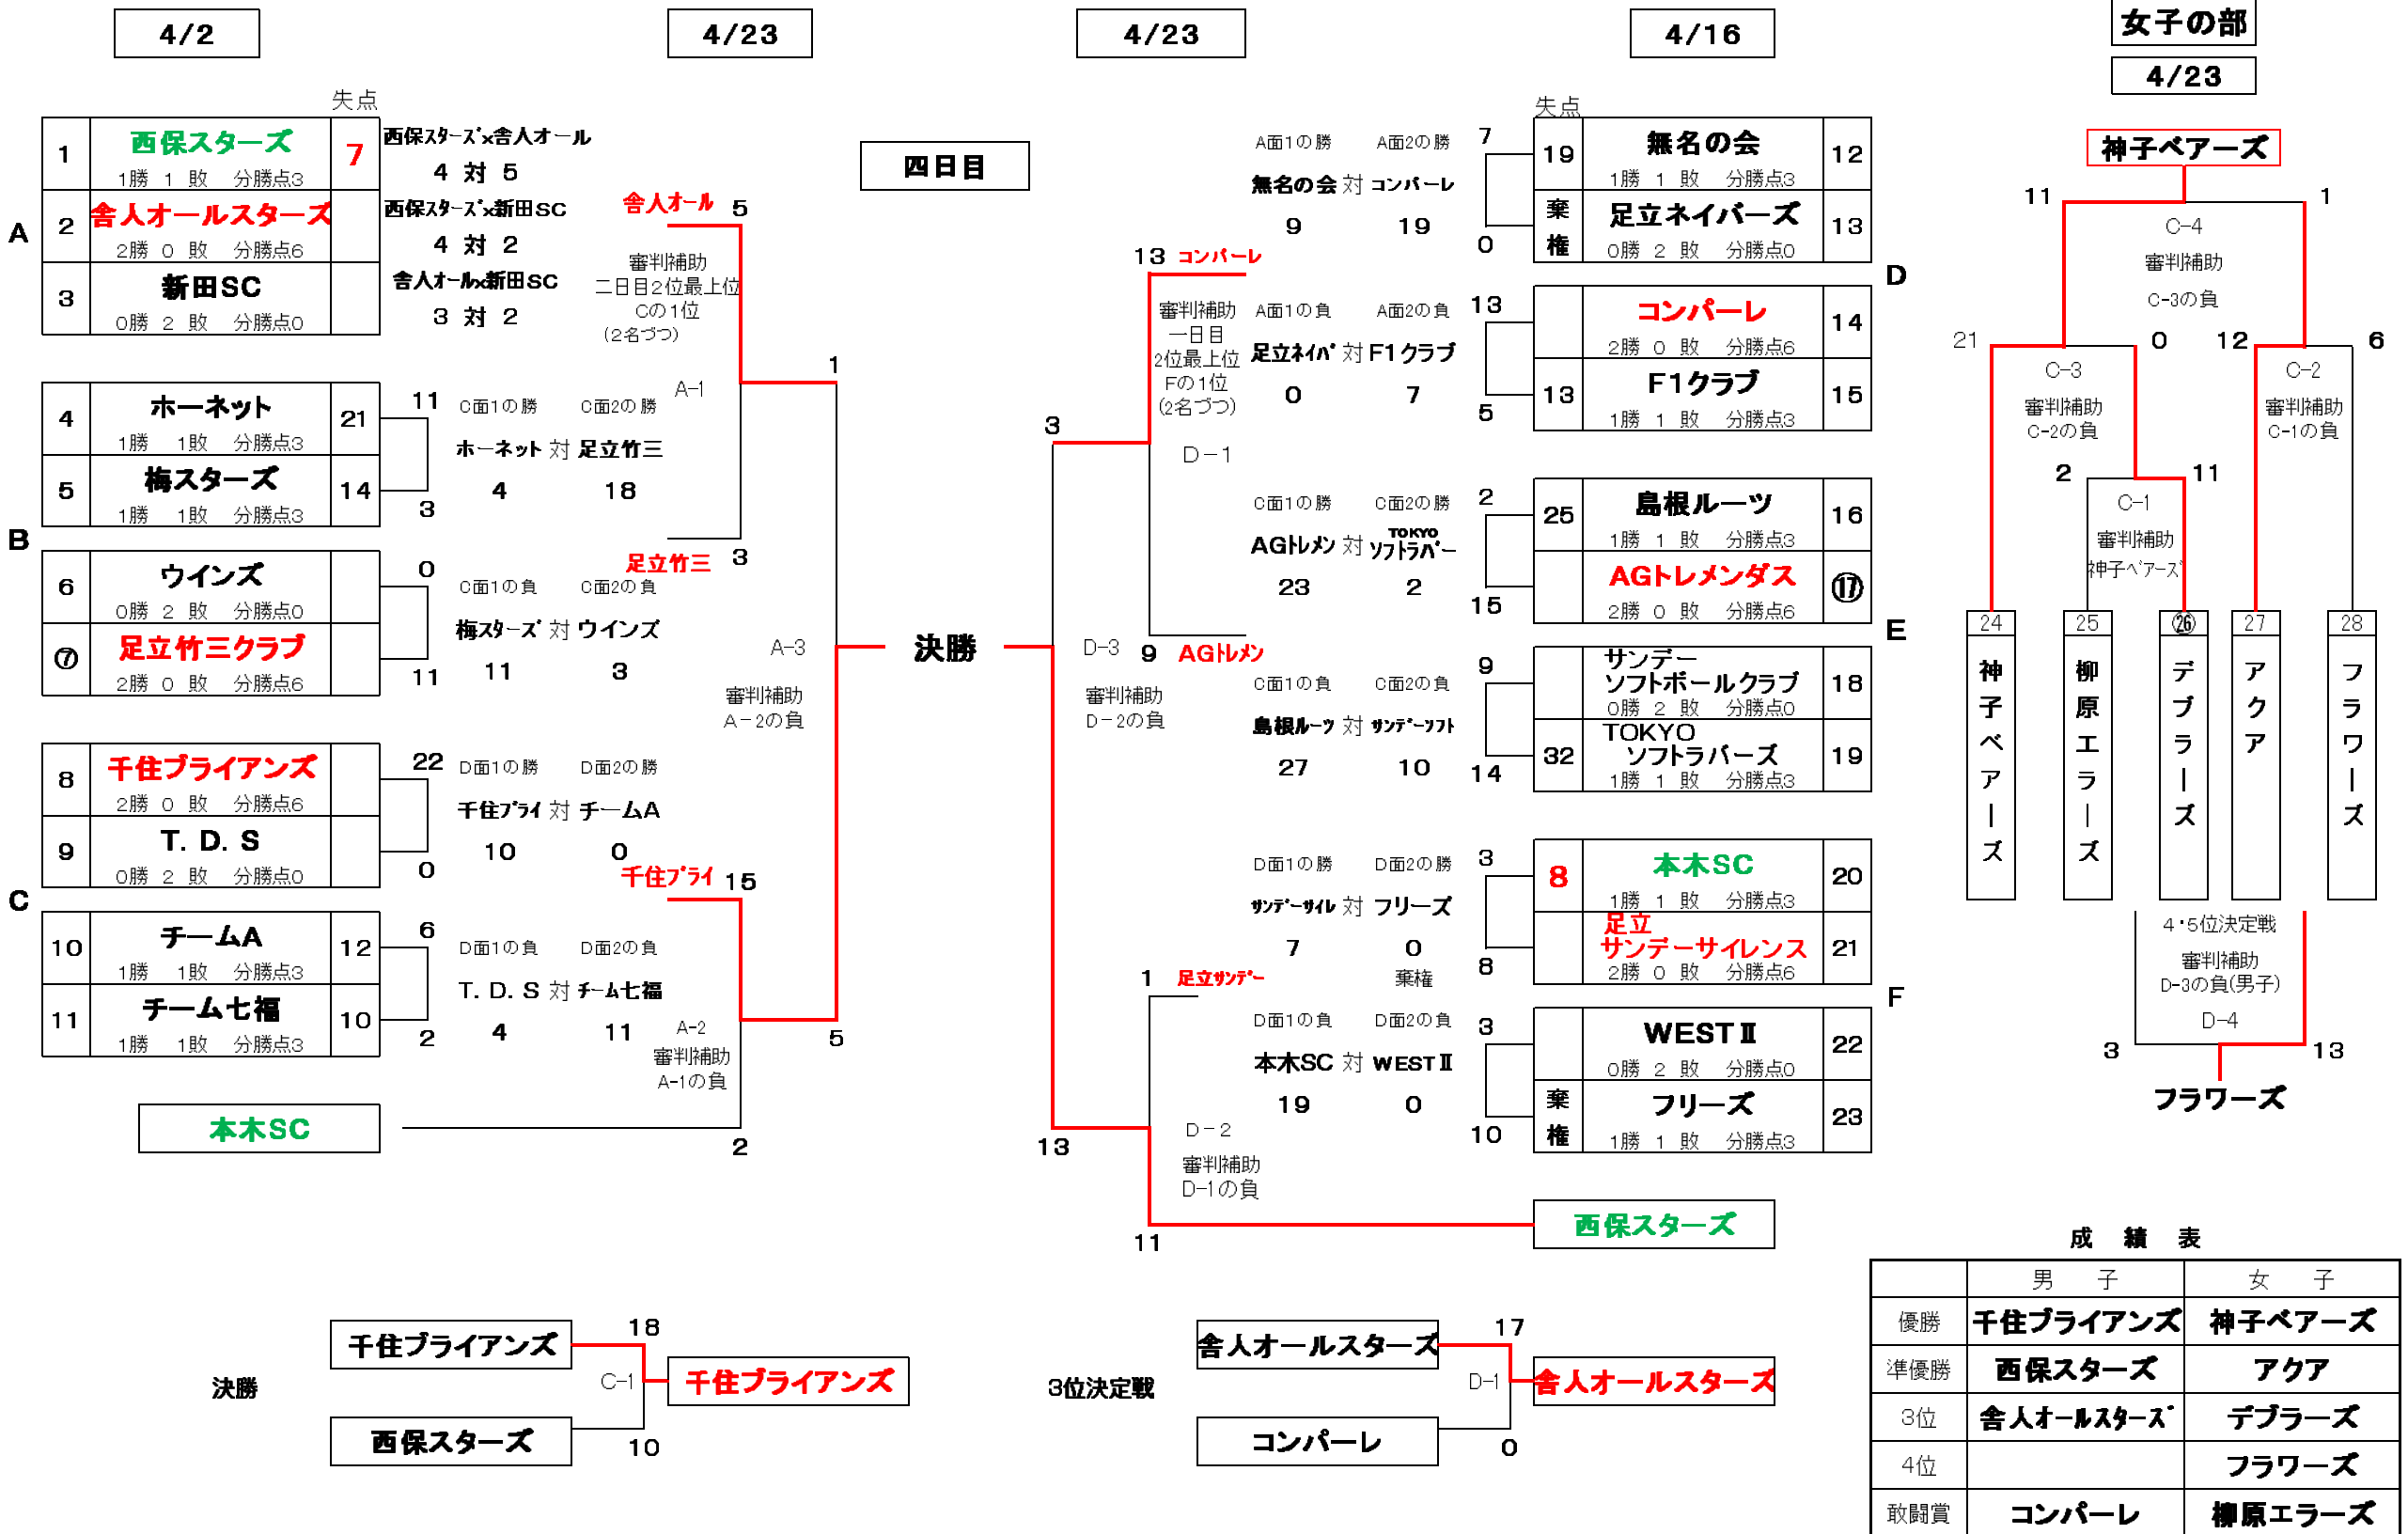 4/2
4/23
4/23
4/16
女子の部
4/23
四日目
A
失点
1 西保スターズ 7
1勝 1 敗 分勝点3
2 舎人オールスターズ
2勝 0 敗 分勝点6
3 新田SC
0勝 2 敗 分勝点0
西保スターズ×舎人オール
4 対 5
西保スターズ×新田SC
4 対 2
舎人オール×新田SC
3 対 2
B
4 ホーネット 21
1勝 1敗 分勝点3
5 梅スターズ 14
1勝 1敗 分勝点3
11
3
C面1の勝 C面2の勝
ホーネット 対 足立竹三
4 18
6 ウインズ
0勝 2 敗 分勝点0
⑦ 足立竹三クラブ
2勝 0 敗 分勝点6
0
11
C面1の負 C面2の負
梅スターズ 対 ウインズ
11 3
C
8 千住ブライアンズ
2勝 0 敗 分勝点6
9 T. D. S
0勝 2 敗 分勝点0
22
0
D面1の勝 D面2の勝
千住ブライ 対 チームA
10 0
10 チームA 12
1勝 1敗 分勝点3
11 チーム七福 10
1勝 1敗 分勝点3
6
2
D面1の負 D面2の負
T. D. S 対 チーム七福
4 11
本木SC
舎人オール 5
審判補助
二日目2位最上位
Cの1位
(2名づつ)
A-1
足立竹三 3
1
A-3
審判補助
A-2の負
千住ブライ 15
A-2
審判補助
A-1の負
5
2
決勝
13 コンパーレ
審判補助
一日目
2位最上位
Fの1位
(2名づつ)
D-1
3
D-3
審判補助
D-2の負
9 AGトレメン
1 足立サンデー
D-2
審判補助
D-1の負
13
11
西保スターズ
D
失点
A面1の勝 A面2の勝
無名の会 対 コンパーレ
9 19
7
0
19 無名の会 12
1勝 1 敗 分勝点3
棄権 足立ネイバーズ 13
0勝 2 敗 分勝点0
A面1の負 A面2の負
足立ネイバ 対 F1クラブ
0 7
13
5
コンパーレ 14
2勝 0 敗 分勝点6
13 F1クラブ 15
1勝 1 敗 分勝点3
E
C面1の勝 C面2の勝
AGトレメン 対 TOKYO
ソフトラバー
23 2
2
15
25 島根ルーツ 16
1勝 1 敗 分勝点3
AGトレメンダス ⑰
2勝 0 敗 分勝点6
C面1の負 C面2の負
島根ルーツ 対 サンデーソフト
27 10
9
14
サンデー
ソフトボールクラブ 18
0勝 2 敗 分勝点0
TOKYO
32 ソフトラバーズ 19
1勝 1 敗 分勝点3
F
D面1の勝 D面2の勝
サンデーサイレ 対 フリーズ
7 0
棄権
3
8
8 本木SC 20
1勝 1 敗 分勝点3
足立
サンデーサイレンス 21
2勝 0 敗 分勝点6
D面1の負 D面2の負
本木SC 対 WESTⅡ
19 0
3
10
WESTⅡ 22
0勝 2 敗 分勝点0
棄権 フリーズ 23
1勝 1 敗 分勝点3
神子ベアーズ
11 1
C-4
審判補助
C-3の負
21 0 12 6
C-3
審判補助
C-2の負
C-2
審判補助
C-1の負
2 11
C-1
審判補助
神子ベアーズ
24 25 ㉖ 27 28
神子ベアーズ
柳原エラーズ
デブラーズ
アクア
フラワーズ
4・5位決定戦
審判補助
D-3の負(男子)
D-4
3 13
フラワーズ
決勝
千住ブライアンズ 18
C-1 千住ブライアンズ
西保スターズ 10
3位決定戦
舎人オールスターズ 17
D-1 舎人オールスターズ
コンパーレ 0
成 績 表
男 子 女 子
優勝 千住ブライアンズ 神子ベアーズ
準優勝 西保スターズ アクア
3位 舎人オールスターズ デブラーズ
4位 フラワーズ
敢闘賞 コンパーレ 柳原エラーズ